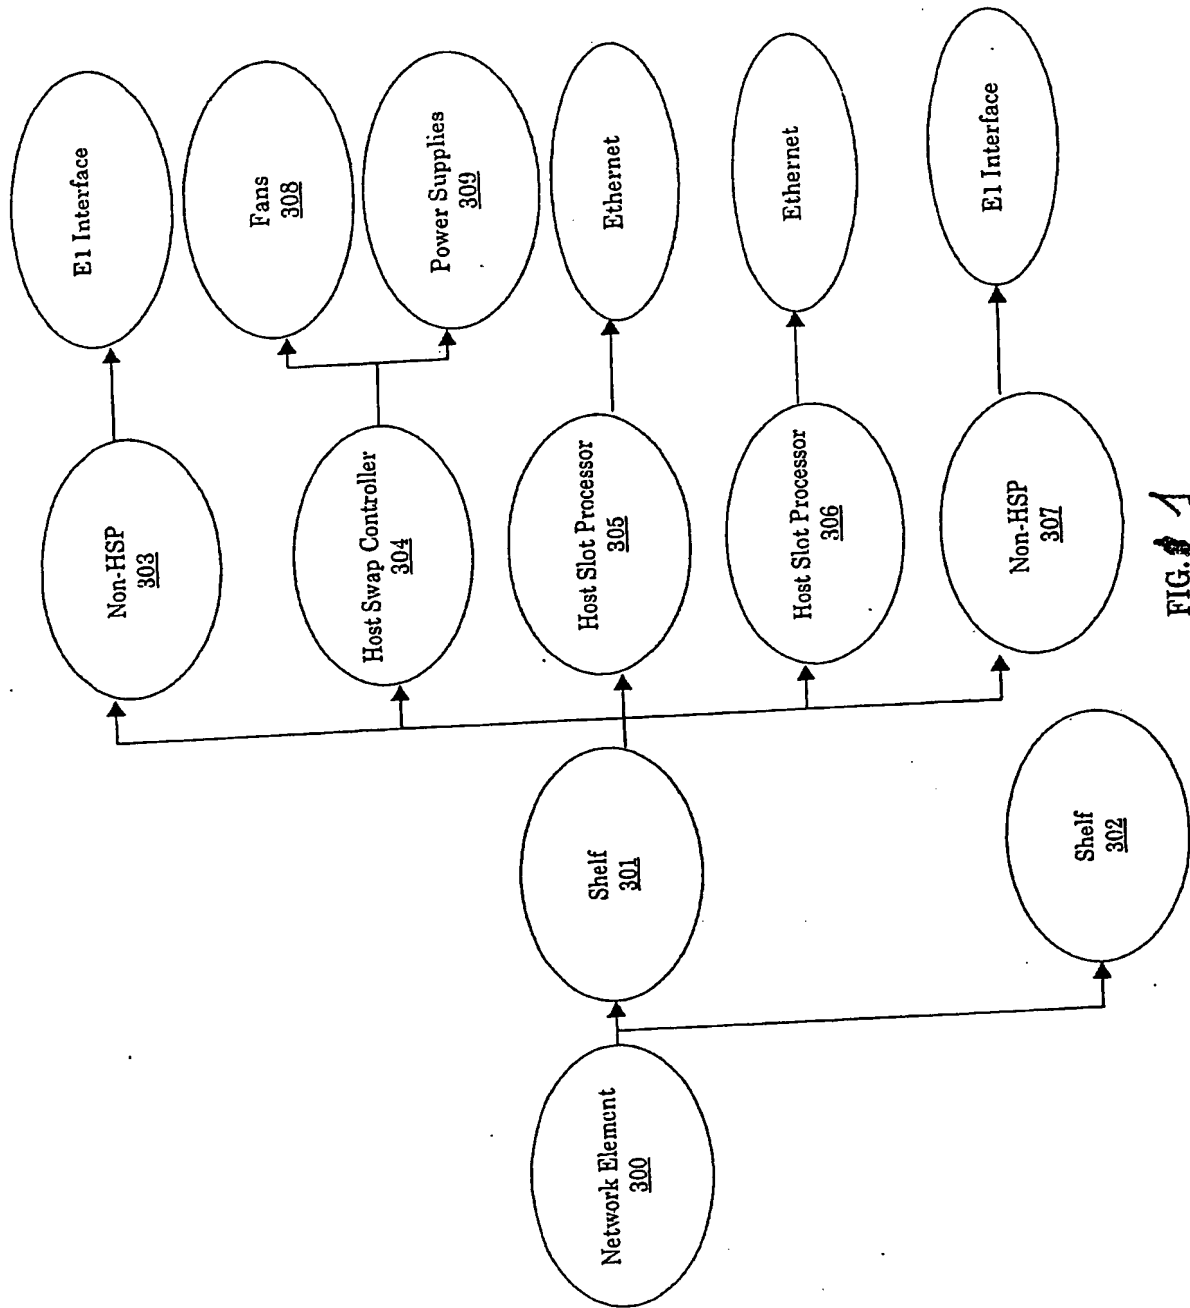 Network Element
300
Shelf
301
Shelf
302
Non-HSP
303
Host Swap Controller
304
Host Slot Processor
305
Host Slot Processor
306
Non-HSP
307
E1 Interface
Fans
308
Power Supplies
309
Ethernet
Ethernet
E1 Interface
FIG. 1